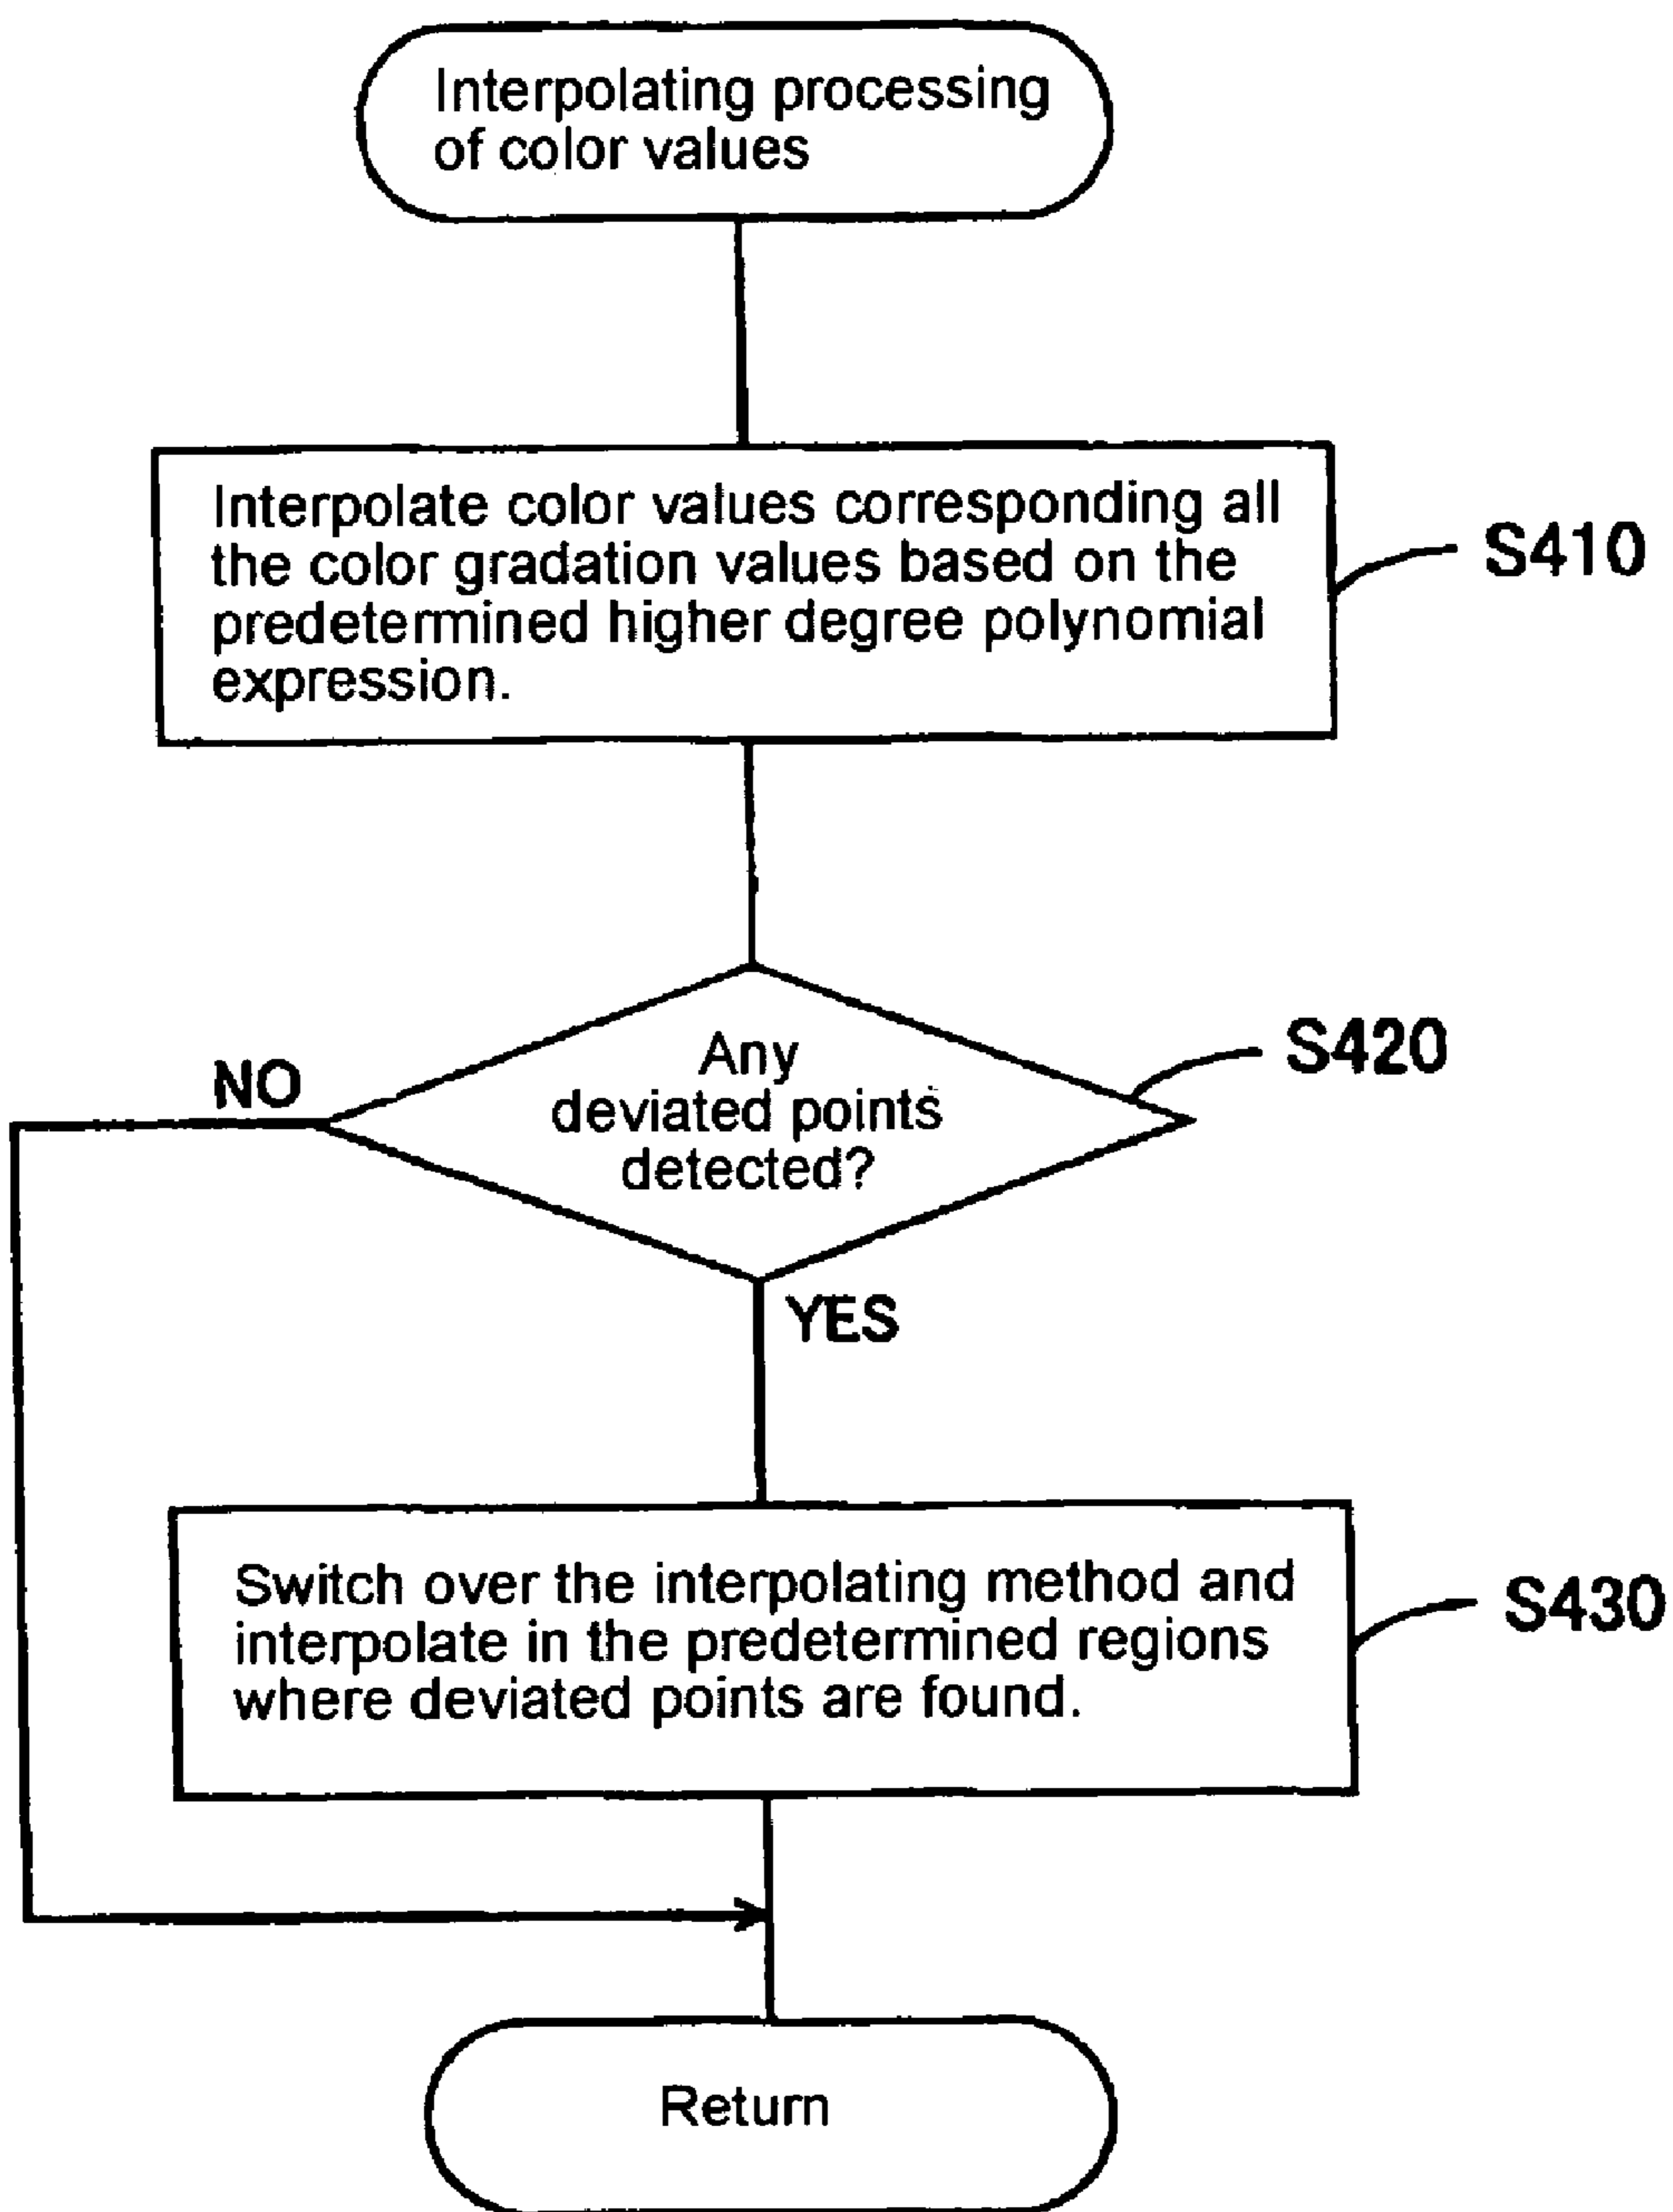 Interpolating processing
of color values
Interpolate color values corresponding all
the color gradation values based on the
predetermined higher degree polynomial
expression.
S410
Any
deviated points
detected?
S420
NO
YES
Switch over the interpolating method and
interpolate in the predetermined regions
where deviated points are found.
S430
Return